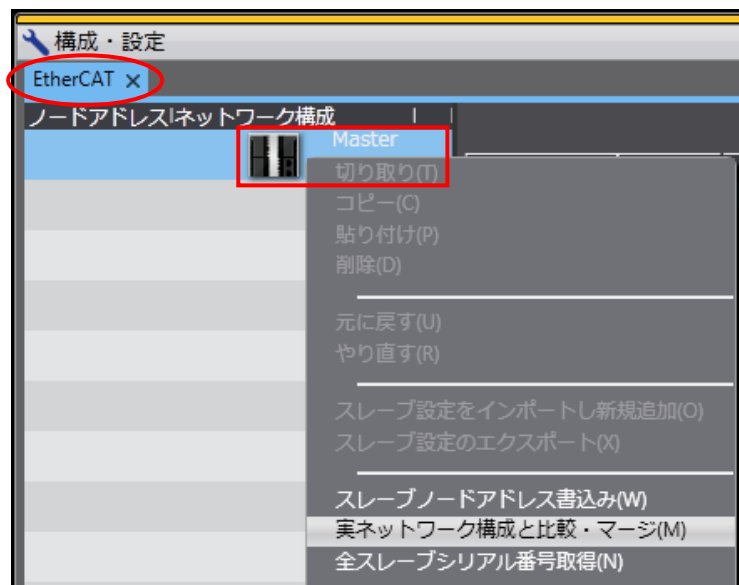 構成・設定
EtherCAT ×
ノードアドレス|ネットワーク構成
Master
切り取り(T)
コピー(C)
貼り付け(P)
削除(D)
元に戻す(U)
やり直す(R)
スレーブ設定をインポートし新規追加(O)
スレーブ設定のエクスポート(X)
スレーブノードアドレス書込み(W)
実ネットワーク構成と比較・マージ(M)
全スレーブシリアル番号取得(N)